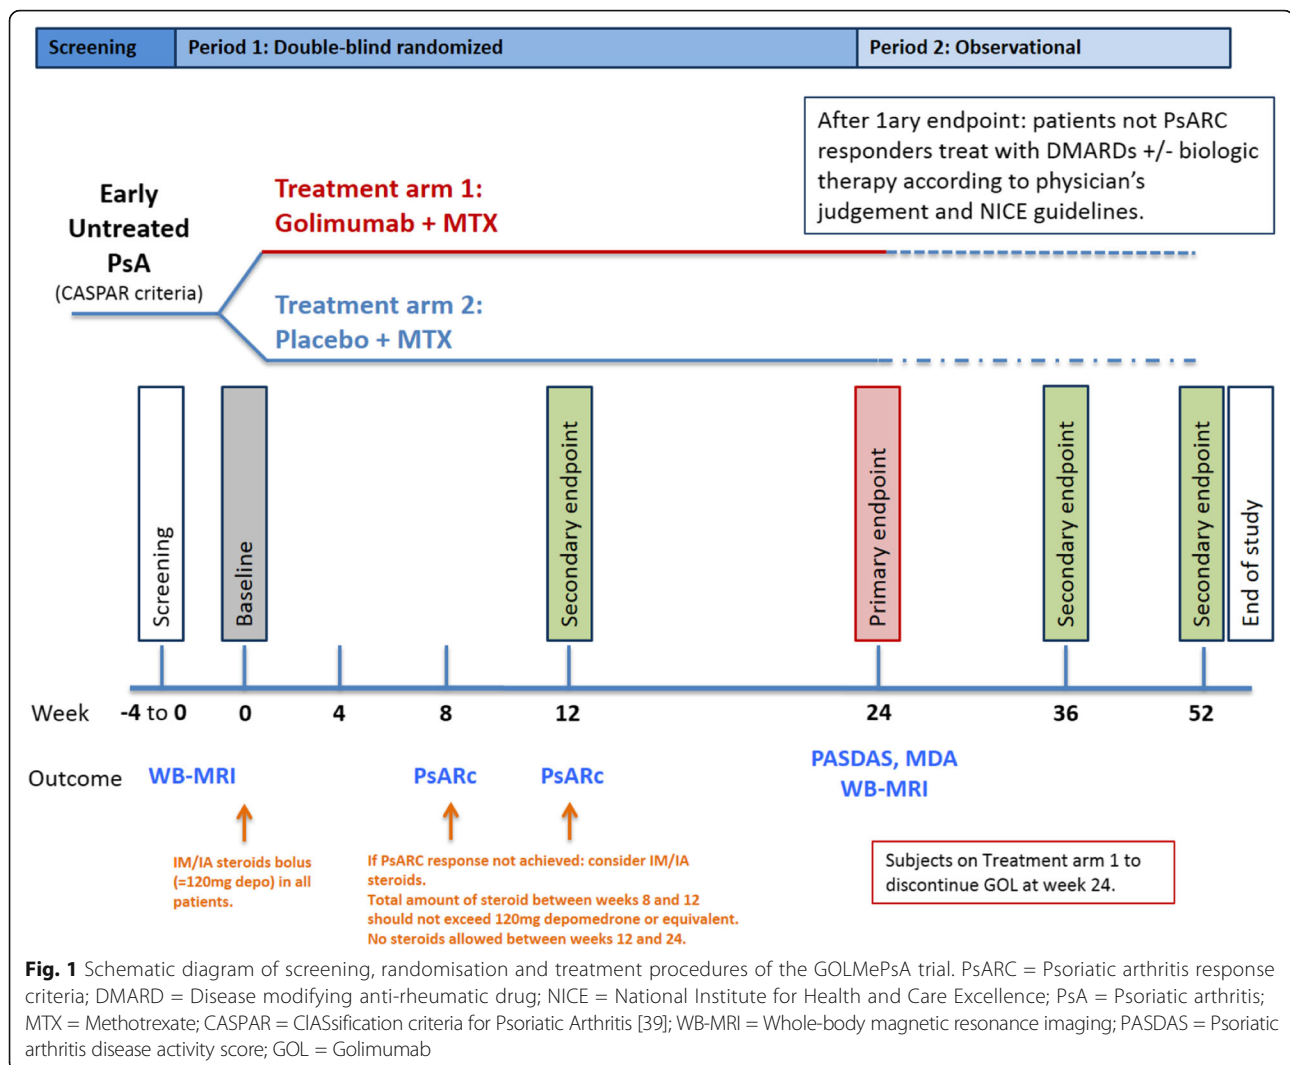 Screening
Period 1: Double-blind randomized
Period 2: Observational
After 1ary endpoint: patients not PsARC
responders treat with DMARDs +/- biologic
therapy according to physician's
judgement and NICE guidelines.
Early
Untreated
PsA
(CASPAR criteria)
Treatment arm 1:
Golimumab + MTX
Treatment arm 2:
Placebo + MTX
Screening
Baseline
Secondary endpoint
Primary endpoint
Secondary endpoint
Secondary endpoint
End of study
Week -4 to 0 0 4 8 12 24 36 52
Outcome
WB-MRI
PsARc
PsARc
PASDAS, MDA
WB-MRI
IM/IA steroids bolus
(=120mg depo) in all
patients.
If PsARC response not achieved: consider IM/IA
steroids.
Total amount of steroid between weeks 8 and 12
should not exceed 120mg depomedrone or equivalent.
No steroids allowed between weeks 12 and 24.
Subjects on Treatment arm 1 to
discontinue GOL at week 24.
Fig. 1 Schematic diagram of screening, randomisation and treatment procedures of the GOLMePsA trial. PsARC = Psoriatic arthritis response
criteria; DMARD = Disease modifying anti-rheumatic drug; NICE = National Institute for Health and Care Excellence; PsA = Psoriatic arthritis;
MTX = Methotrexate; CASPAR = ClASsification criteria for Psoriatic Arthritis [39]; WB-MRI = Whole-body magnetic resonance imaging; PASDAS = Psoriatic
arthritis disease activity score; GOL = Golimumab